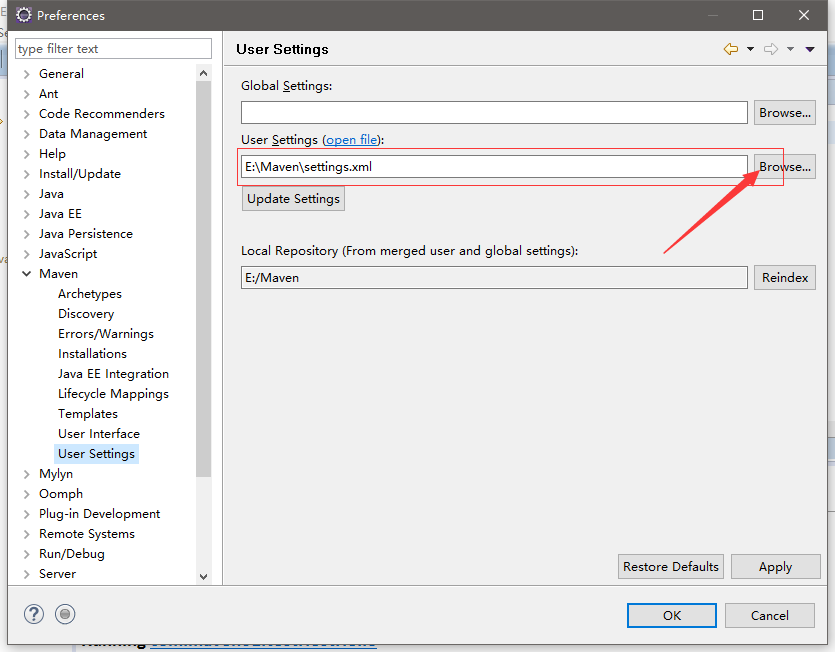 Preferences
type filter text
General
Ant
Code Recommenders
Data Management
Help
Install/Update
Java
Java EE
Java Persistence
JavaScript
Maven
Archetypes
Discovery
Errors/Warnings
Installations
Java EE Integration
Lifecycle Mappings
Templates
User Interface
User Settings
Mylyn
Oomph
Plug-in Development
Remote Systems
Run/Debug
Server
User Settings
Global Settings:
Browse...
User Settings (open file):
E:\Maven\settings.xml
Browse...
Update Settings
Local Repository (From merged user and global settings):
E:/Maven
Reindex
Restore Defaults
Apply
OK
Cancel